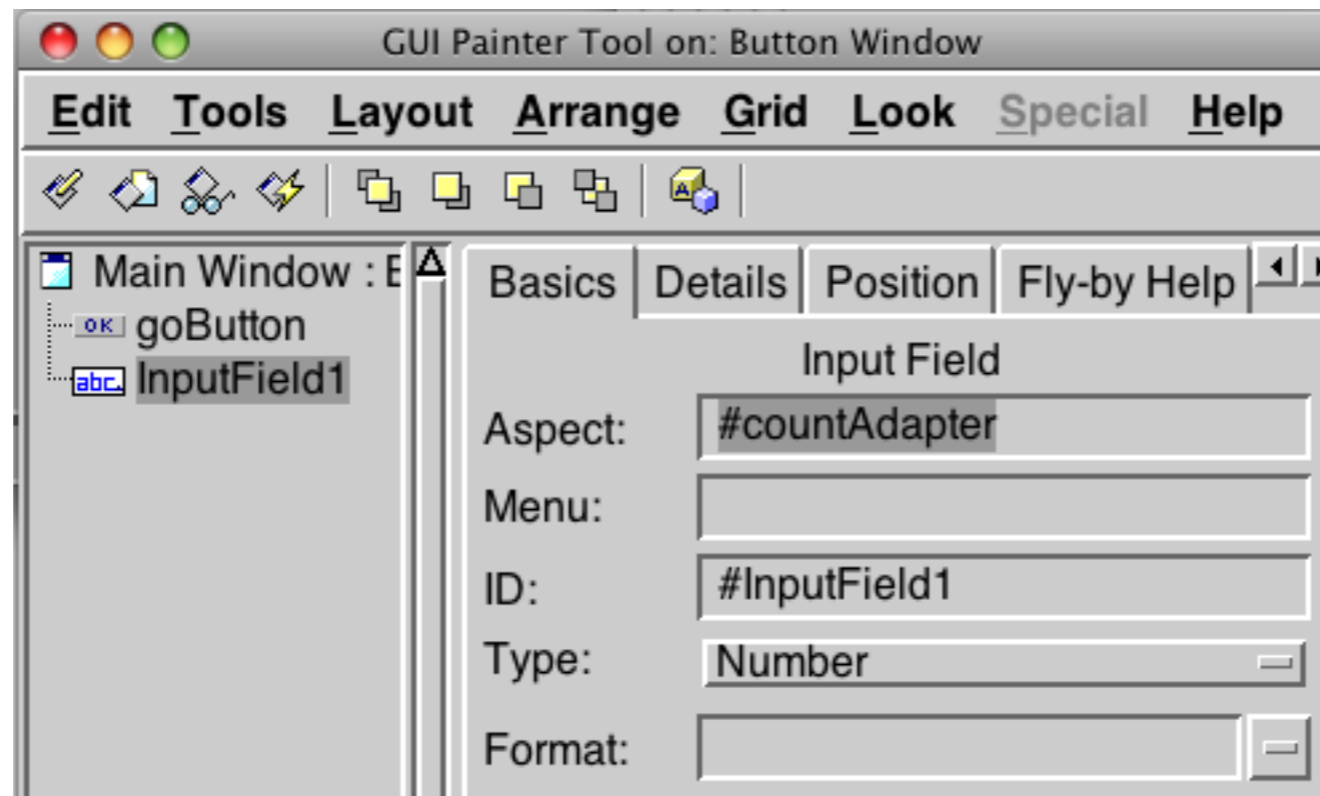 GUI Painter Tool on: Button Window
Edit Tools Layout Arrange Grid Look Special Help
A
Main Window : E
OK goButton
abc. InputField1
Basics Details Position Fly-by Help
Input Field
Aspect: #countAdapter
Menu:
ID: #InputField1
Type: Number
Format: